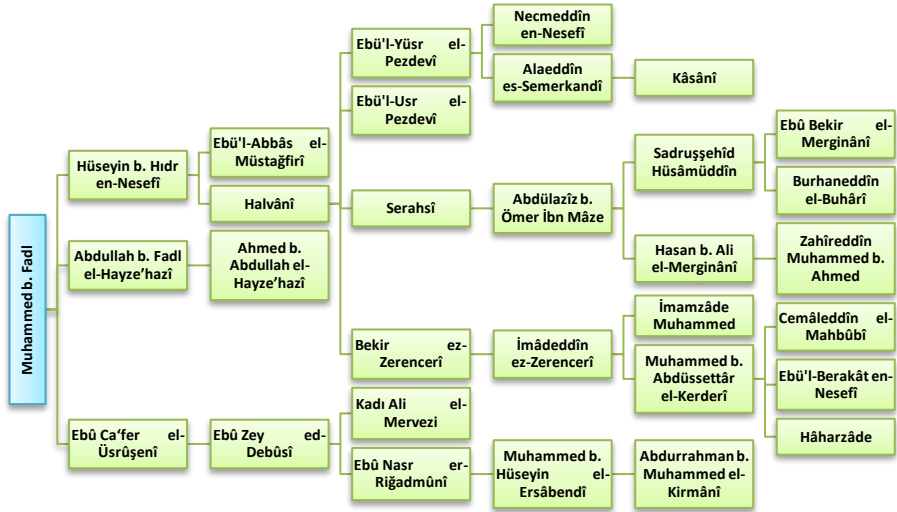 Muhammed b. Fadl
Hüseyin b. Hıdr
en-Nesefî
Abdullah b. Fadl
el-Hayze’hazî
Ebû Ca‘fer el-
Üsrûşenî
Ebü'l-Abbâs el-
Müstağfirî
Halvânî
Ahmed b.
Abdullah el-
Hayze’hazî
Ebû Zey ed-
Debûsî
Ebü'l-Yüsr el-
Pezdevî
Ebü'l-Usr el-
Pezdevî
Serahsî
Bekir ez-
Zerencerî
Kadı Ali el-
Mervezi
Ebû Nasr er-
Riğadmûnî
Necmeddîn
en-Nesefî
Alaeddîn
es-Semerkandî
Abdülazîz b.
Ömer İbn Mâze
İmâdeddîn
ez-Zerencerî
Muhammed b.
Hüseyin el-
Ersâbendî
Kâsânî
Sadruşşehîd
Hüsâmüddîn
Hasan b. Ali
el-Merginânî
İmamzâde
Muhammed
Muhammed b.
Abdüssettâr
el-Kerderî
Abdurrahman b.
Muhammed el-
Kirmânî
Ebû Bekir el-
Merginânî
Burhaneddîn
el-Buhârî
Zahîreddîn
Muhammed b.
Ahmed
Cemâleddîn el-
Mahbûbî
Ebü'l-Berakât en-
Nesefî
Hâharzâde